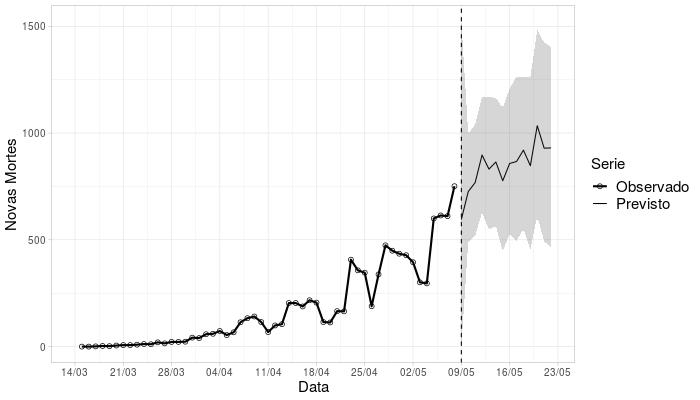 1500
1000
500
0
Novas Mortes
14/03 21/03 28/03 04/04 11/04 18/04 25/04 02/05 09/05 16/05 23/05
Data
Serie
Observado
Previsto